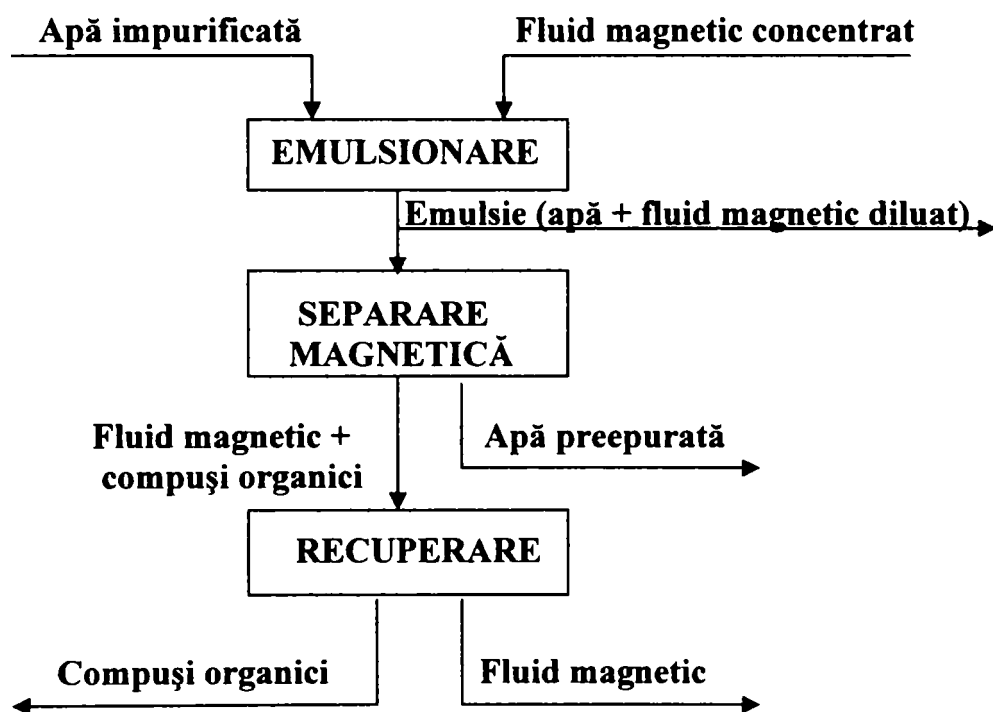 Apă impurificată
Fluid magnetic concentrat
EMULSIONARE
Emulsie (apă + fluid magnetic diluat)
SEPARARE
MAGNETICĂ
Fluid magnetic +
compuşi organici
Apă preepurată
RECUPERARE
Compuşi organici
Fluid magnetic